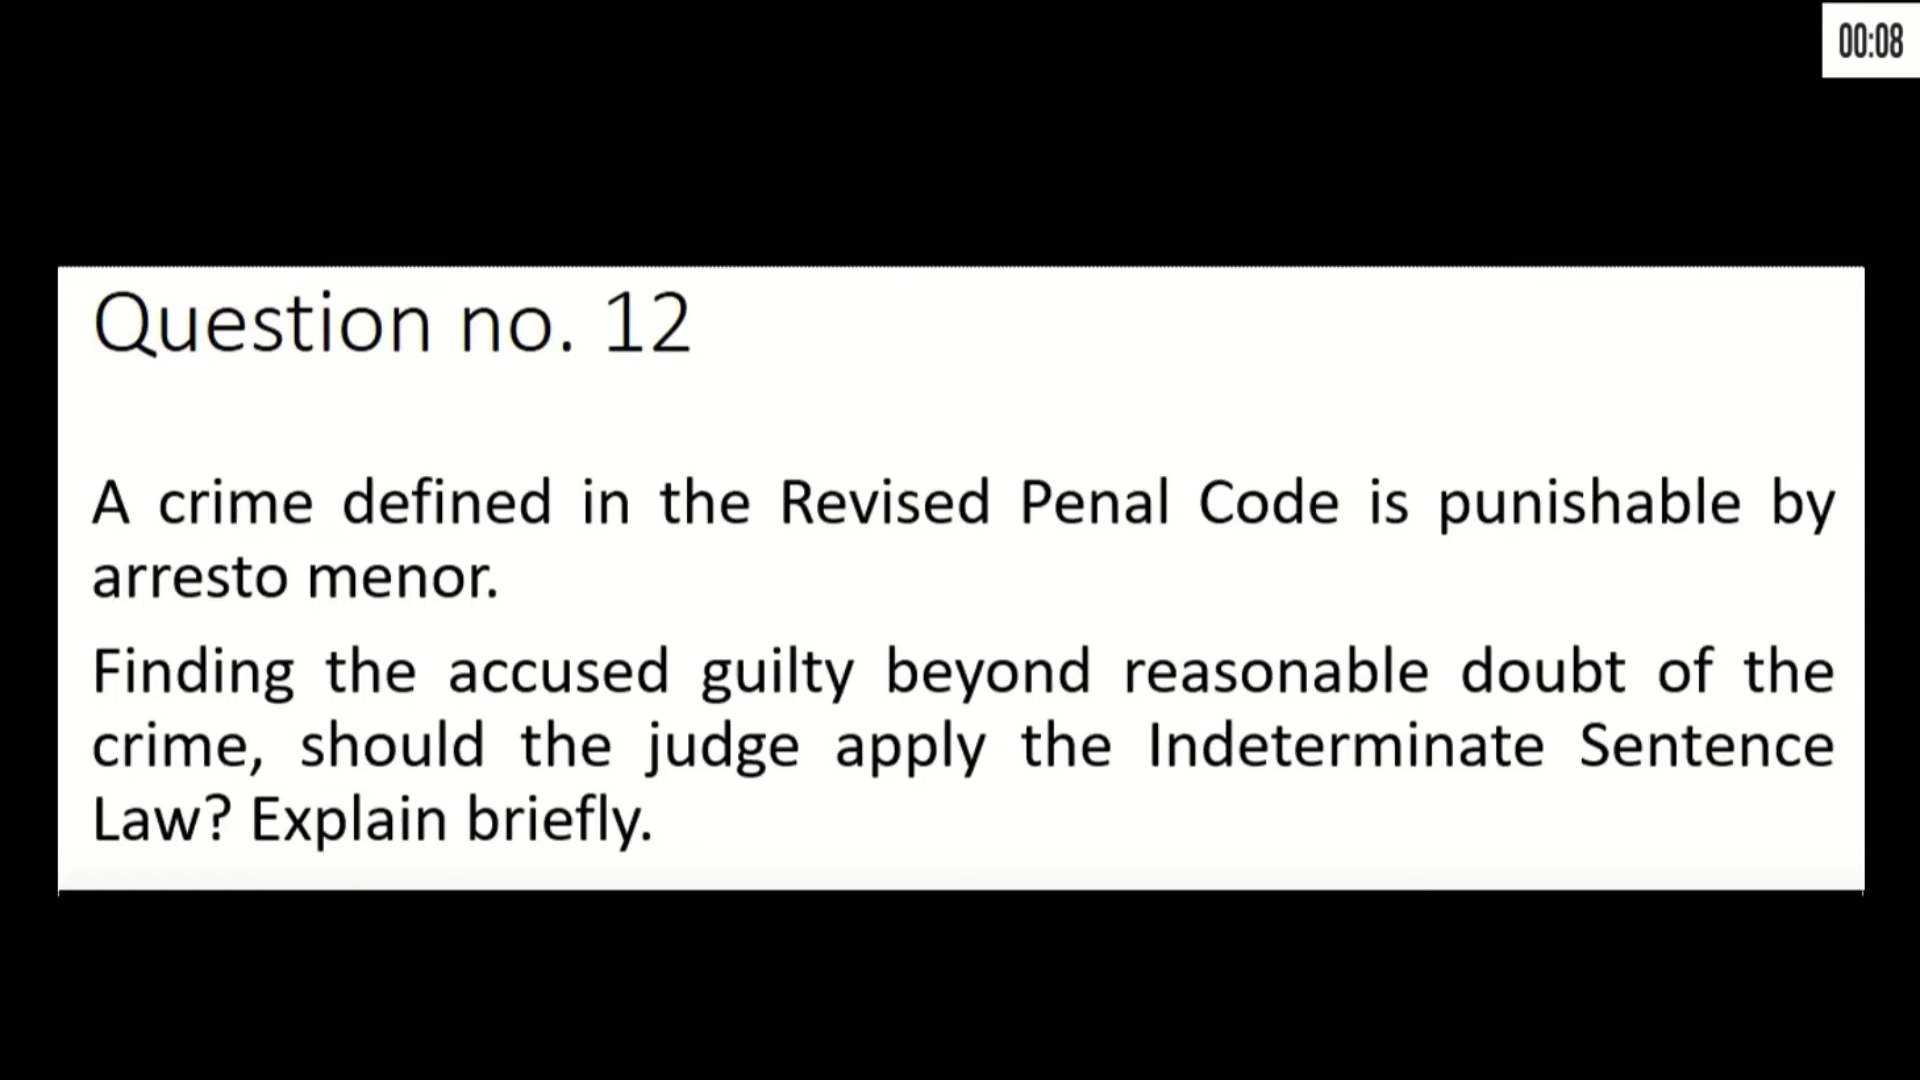 00:08
Question no. 12
A crime defined in the Revised Penal Code is punishable by
arresto menor.
Finding the accused guilty beyond reasonable doubt of the
crime, should the judge apply the Indeterminate Sentence
Law? Explain briefly.